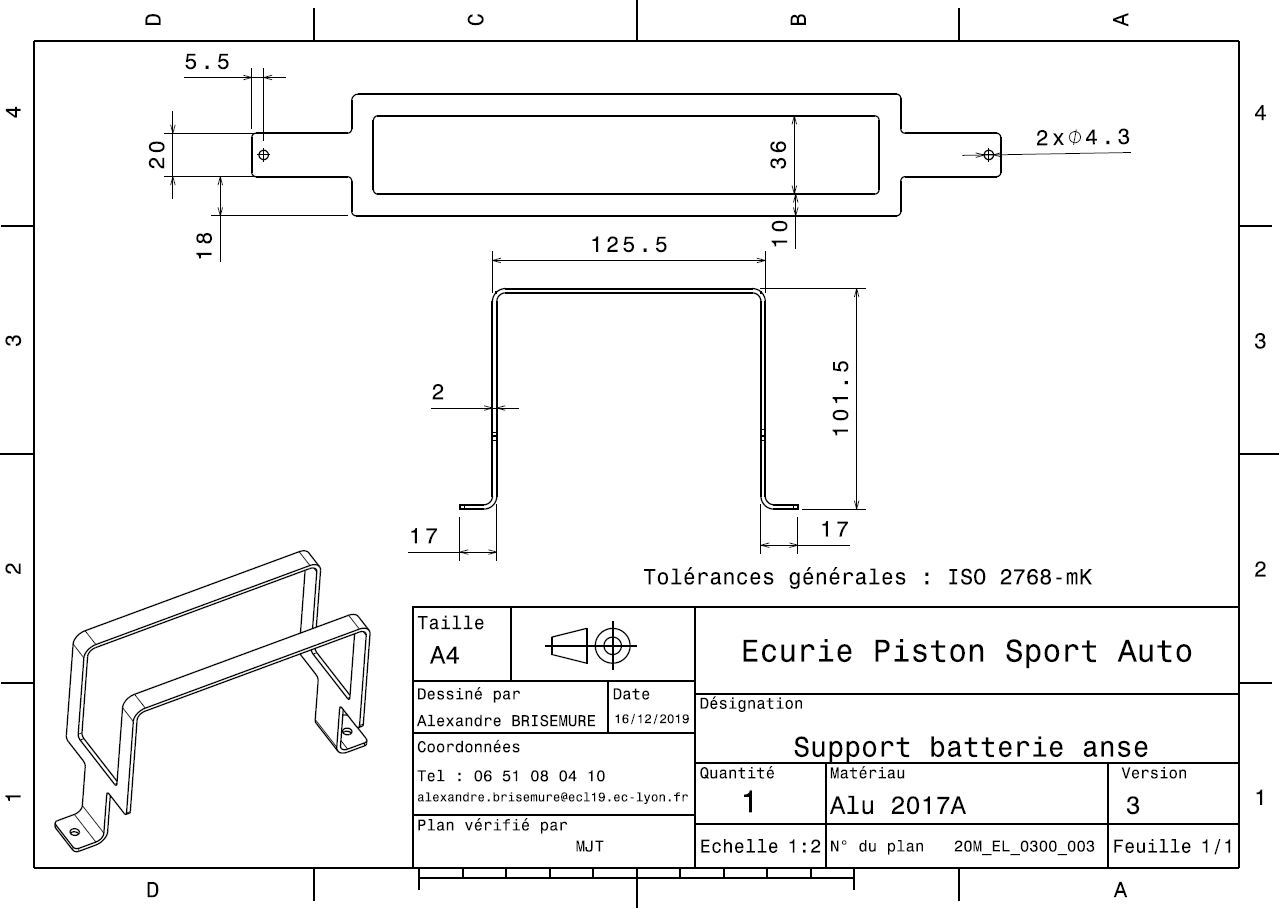 D C B A
5.5
4 4
2x⌀4.3
20
36
18
10
125.5
3 3
101.5
2
17 17
2 2
Tolérances générales : ISO 2768-mK
Taille
A4
Ecurie Piston Sport Auto
Dessiné par
Alexandre BRISEMURE
Date
16/12/2019
Désignation
Support batterie anse
Coordonnées
Tel : 06 51 08 04 10
alexandre.brisemure@ecl19.ec-lyon.fr
Quantité
1
Matériau
Alu 2017A
Version
3
1 1
Plan vérifié par
MJT
Echelle 1:2
N° du plan 20M_EL_0300_003
Feuille 1/1
D A